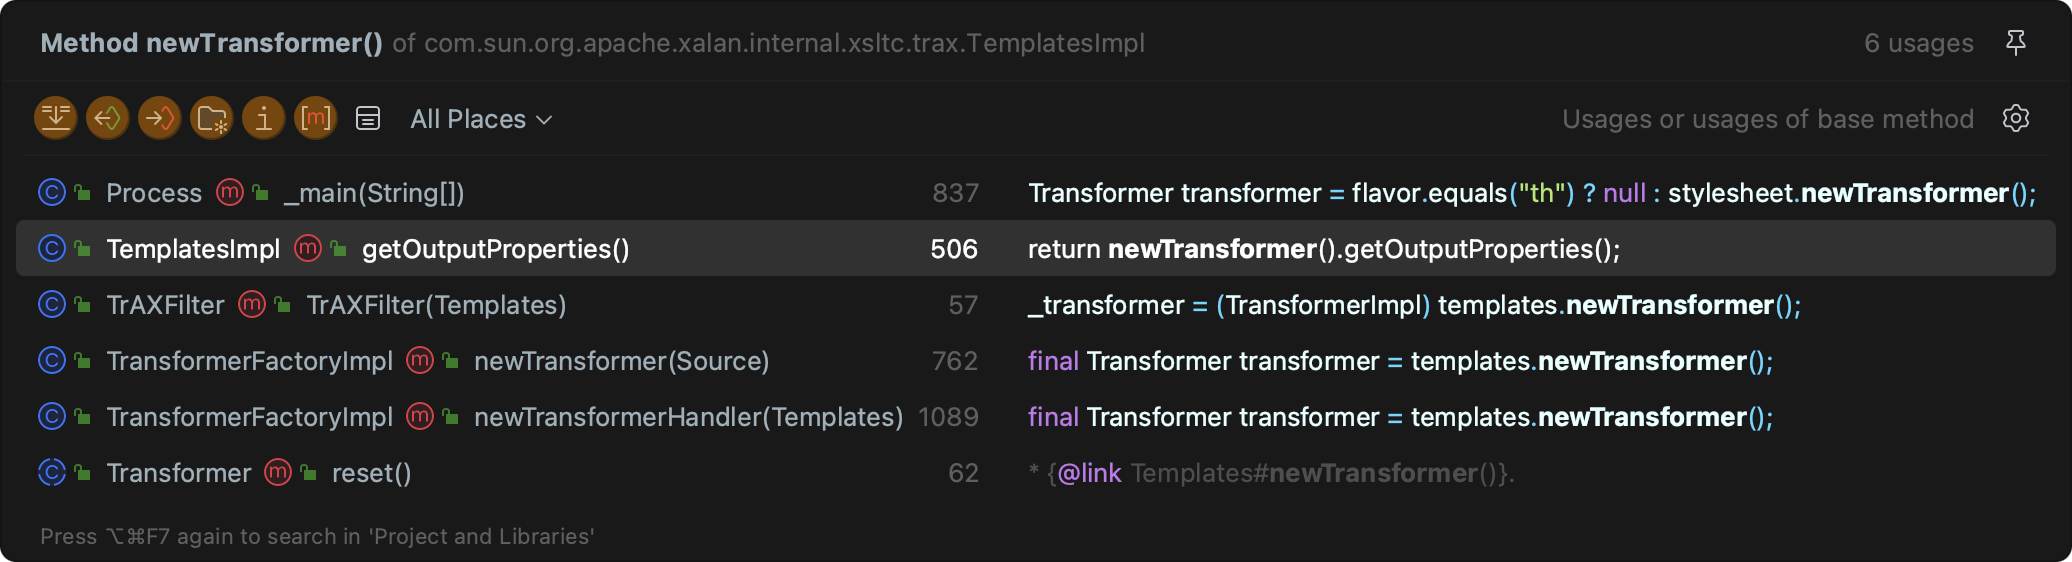 Method newTransformer() of com.sun.org.apache.xalan.internal.xsltc.trax.TemplatesImpl 6 usages
All Places Usages or usages of base method
Process _main(String[]) 837 Transformer transformer = flavor.equals("th") ? null : stylesheet.newTransformer();
TemplatesImpl getOutputProperties() 506 return newTransformer().getOutputProperties();
TrAXFilter TrAXFilter(Templates) 57 _transformer = (TransformerImpl) templates.newTransformer();
TransformerFactoryImpl newTransformer(Source) 762 final Transformer transformer = templates.newTransformer();
TransformerFactoryImpl newTransformerHandler(Templates) 1089 final Transformer transformer = templates.newTransformer();
Transformer reset() 62 * {@link Templates#newTransformer()}.
Press ⌥⌘F7 again to search in 'Project and Libraries'